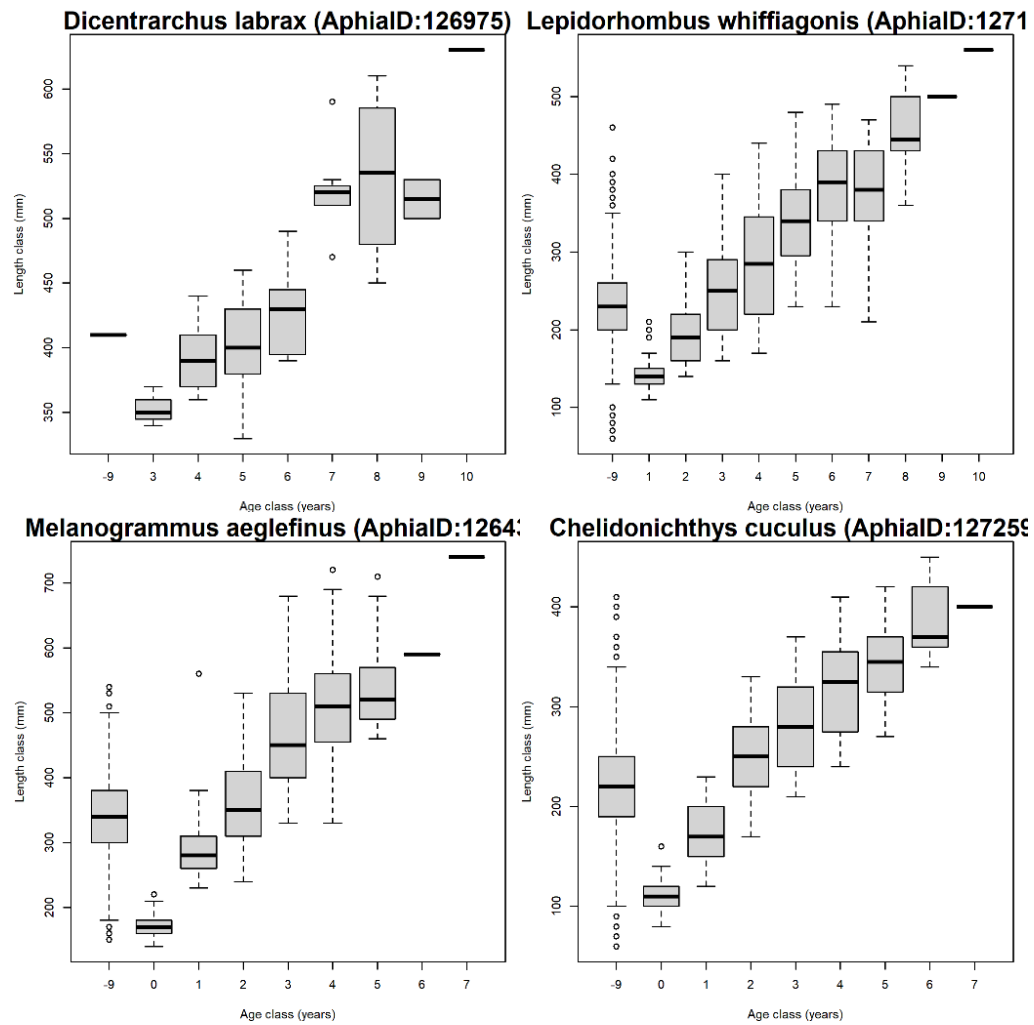 Dicentrarchus labrax (AphiaID:126975)
600
550
500
450
400
350
Length class (mm)
-9 3 4 5 6 7 8 9 10
Age class (years)
Lepidorhombus whiffiagonis (AphiaID:1271
500
400
300
200
100
Length class (mm)
-9 1 2 3 4 5 6 7 8 9 10
Age class (years)
Melanogrammus aeglefinus (AphiaID:1264
700
600
500
400
300
200
Length class (mm)
-9 0 1 2 3 4 5 6 7
Age class (years)
Chelidonichthys cuculus (AphiaID:127259
400
300
200
100
Length class (mm)
-9 0 1 2 3 4 5 6 7
Age class (years)